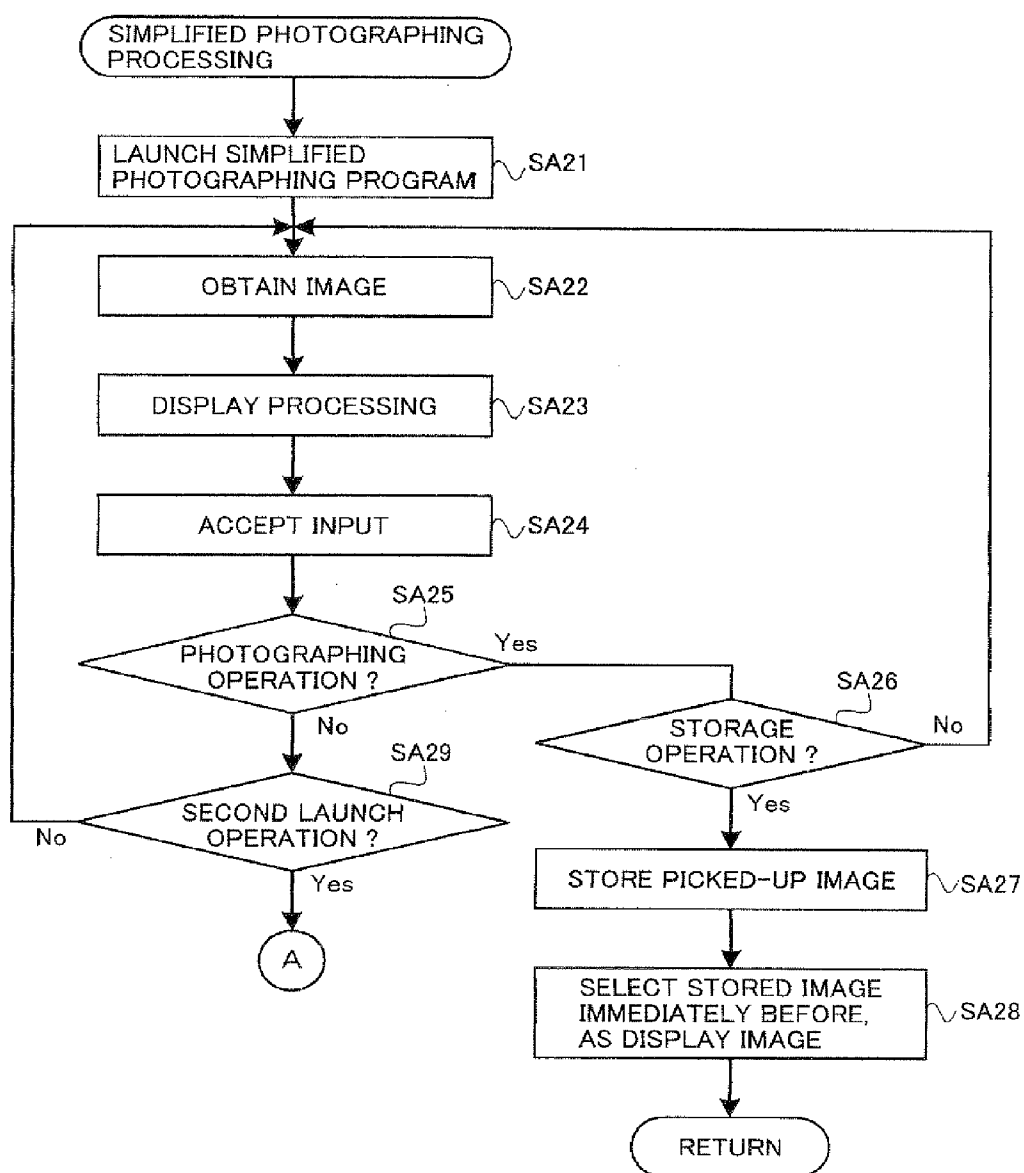 SIMPLIFIED PHOTOGRAPHING
PROCESSING
LAUNCH SIMPLIFIED
PHOTOGRAPHING PROGRAM
SA21
OBTAIN IMAGE
SA22
DISPLAY PROCESSING
SA23
ACCEPT INPUT
SA24
SA25
PHOTOGRAPHING
OPERATION ?
Yes
No
SA26
STORAGE
OPERATION ?
No
Yes
SA29
SECOND LAUNCH
OPERATION ?
No
Yes
A
STORE PICKED-UP IMAGE
SA27
SELECT STORED IMAGE
IMMEDIATELY BEFORE,
AS DISPLAY IMAGE
SA28
RETURN